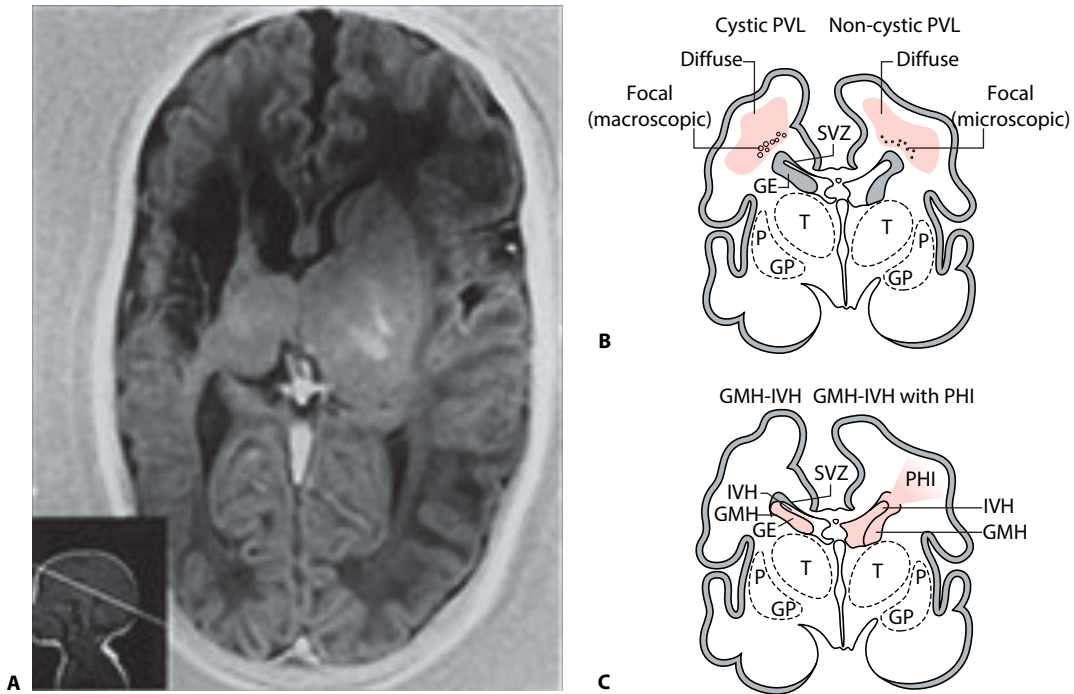 A
Cystic PVL Non-cystic PVL
Diffuse Diffuse
Focal Focal
(macroscopic) (microscopic)
SVZ
GE
T T
P P
GP GP
B
GMH-IVH GMH-IVH with PHI
SVZ PHI
IVH IVH
GMH GMH
GE
T T
P P
GP GP
C